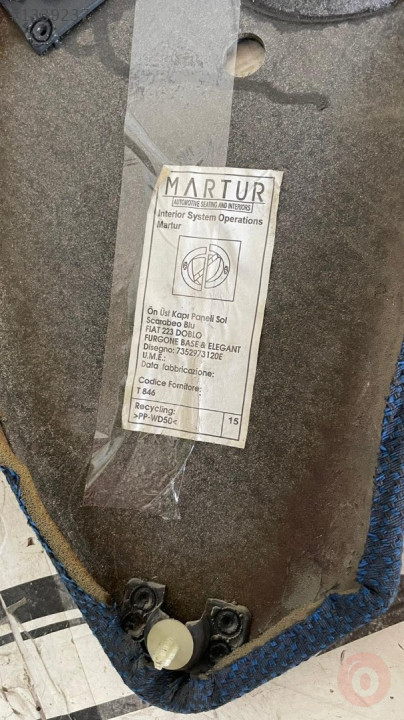 MARTUR
AUTOMOTIVE SEATING AND INTERIORS
Interior System Operations
Martur
Ön Üst Kapı Paneli Sol
Scarabeo Blu
FIAT 223 DOBLO
FURGONE BASE & ELEGANT
Disegno: 7352973120E
U.M.E.:
Data fabbricazione:
Codice Fornitore:
T 846
Recycling:
>PP-WD50<
15